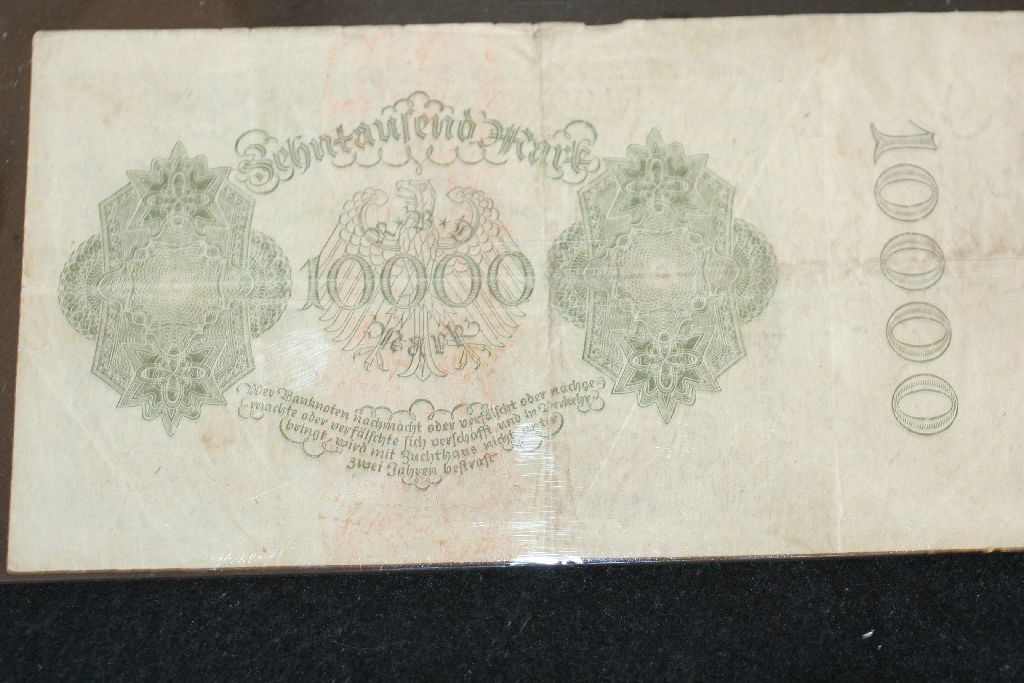 Zehntausend Mark
R·B·D
10000
Mark
Wer Banknoten nachmacht oder verfälscht oder nachge
machte oder verfälschte sich verschafft und in Verkehr
bringt, wird mit Zuchthaus nicht unter
zwei Jahren bestraft
10000